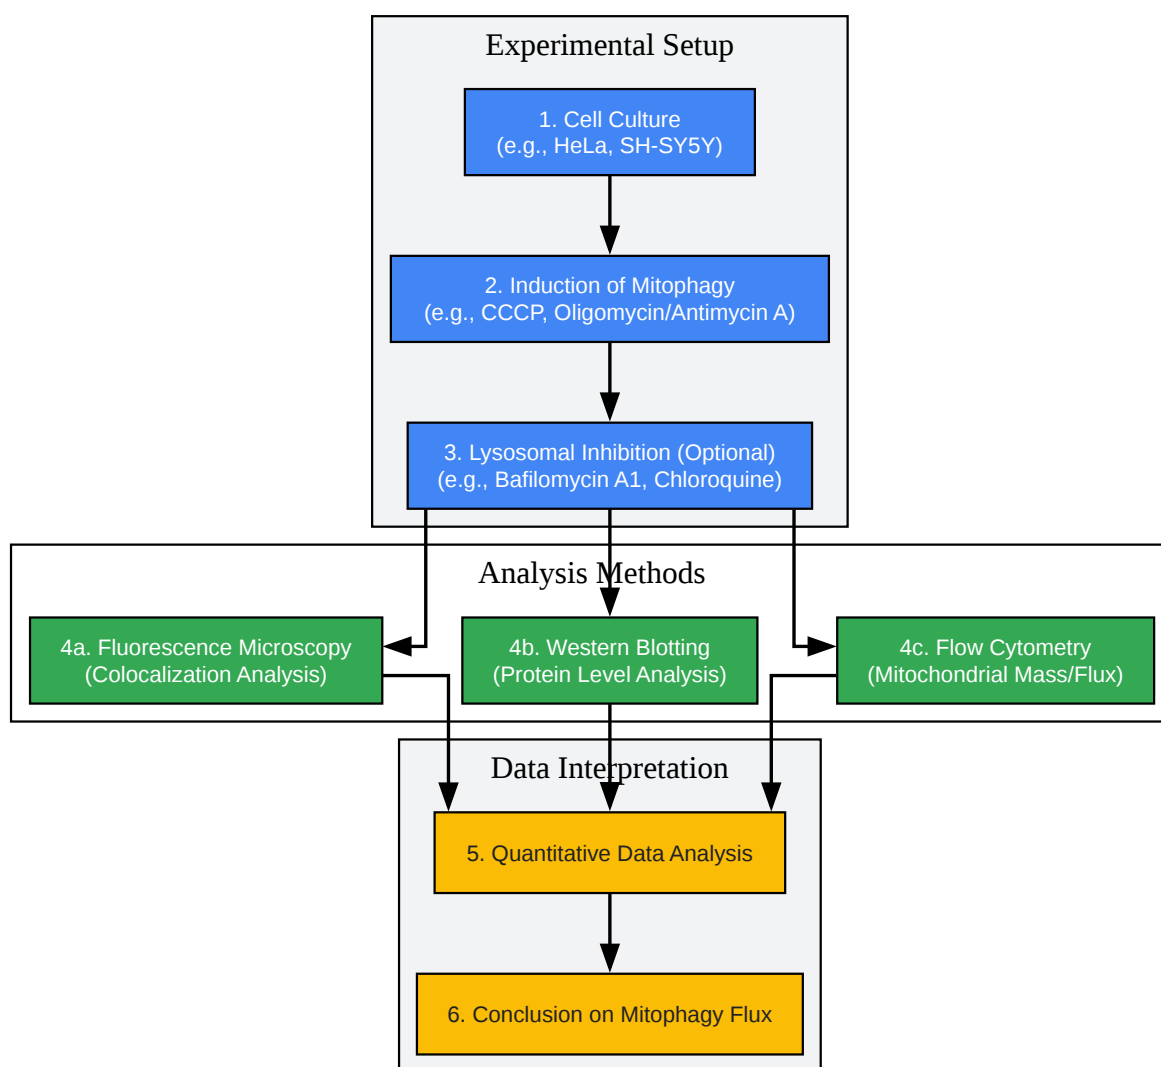 Experimental Setup
1. Cell Culture
(e.g., HeLa, SH-SY5Y)
2. Induction of Mitophagy
(e.g., CCCP, Oligomycin/Antimycin A)
3. Lysosomal Inhibition (Optional)
(e.g., Bafilomycin A1, Chloroquine)
Analysis Methods
4a. Fluorescence Microscopy
(Colocalization Analysis)
4b. Western Blotting
(Protein Level Analysis)
4c. Flow Cytometry
(Mitochondrial Mass/Flux)
Data Interpretation
5. Quantitative Data Analysis
6. Conclusion on Mitophagy Flux